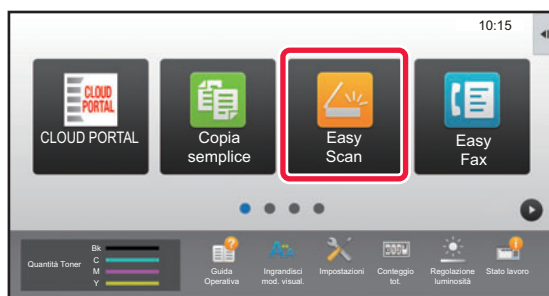 10:15
CLOUD
PORTAL
CLOUD PORTAL
Copia
semplice
Easy
Scan
Easy
Fax
Quantità Toner
Bk
C
M
Y
Guida
Operativa
Ingrandisci
mod. visual.
Impostazioni
Conteggio
tot.
Regolazione
luminosità
Stato lavoro